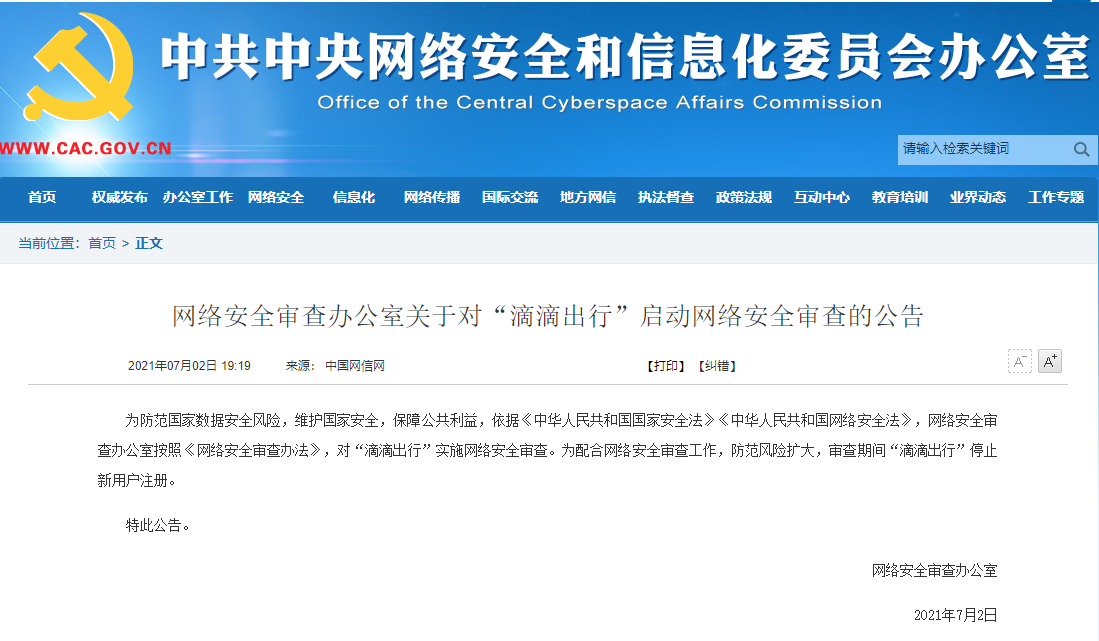 中共中央网络安全和信息化委员会办公室
Office of the Central Cyberspace Affairs Commission
WWW.CAC.GOV.CN
请输入检索关键词
首页 权威发布 办公室工作 网络安全 信息化 网络传播 国际交流 地方网信 执法督查 政策法规 互动中心 教育培训 业界动态 工作专题
当前位置：首页 > 正文
网络安全审查办公室关于对“滴滴出行”启动网络安全审查的公告
2021年07月02日 19:19 来源： 中国网信网 【打印】【纠错】 A- A+
为防范国家数据安全风险，维护国家安全，保障公共利益，依据《中华人民共和国国家安全法》《中华人民共和国网络安全法》，网络安全审
查办公室按照《网络安全审查办法》，对“滴滴出行”实施网络安全审查。为配合网络安全审查工作，防范风险扩大，审查期间“滴滴出行”停止
新用户注册。
特此公告。
网络安全审查办公室
2021年7月2日